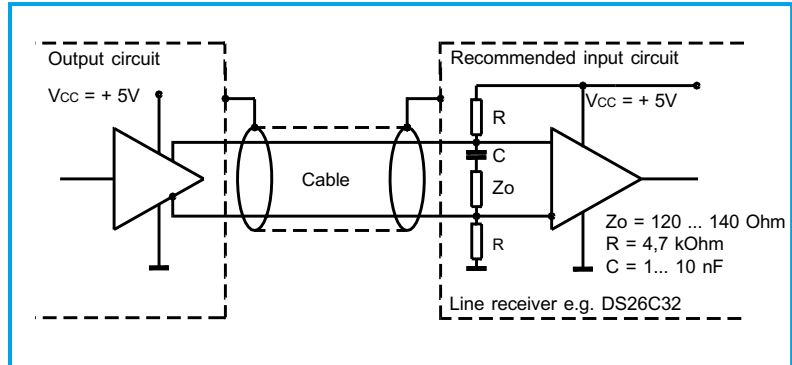 Output circuit
Vcc = + 5V
Cable
Recommended input circuit
Vcc = + 5V
R
C
Zo
R
Zo = 120 ... 140 Ohm
R = 4,7 kOhm
C = 1... 10 nF
Line receiver e.g. DS26C32